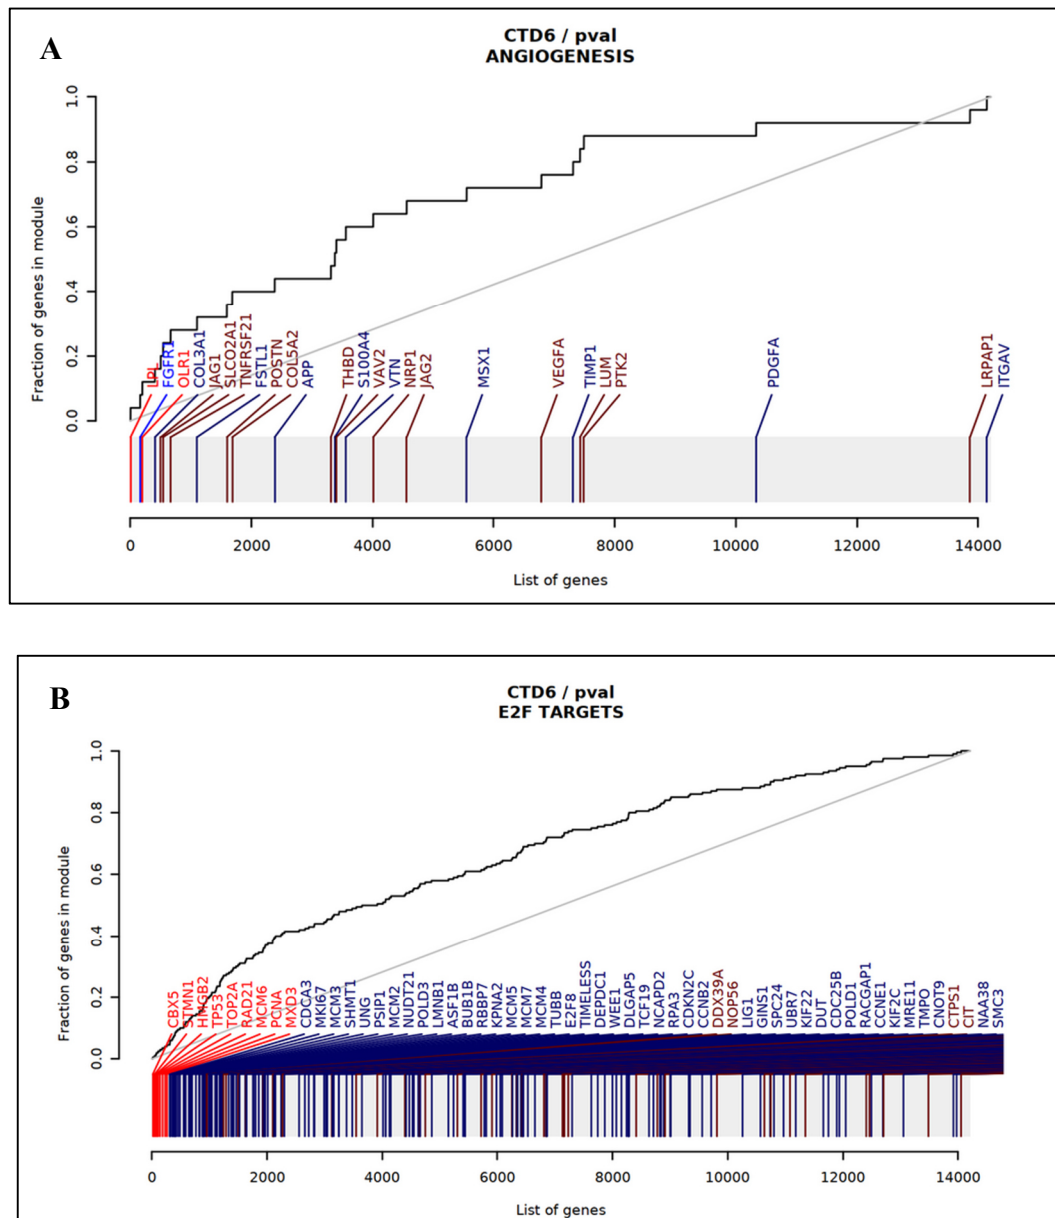 A
CTD6 / pval
ANGIOGENESIS
Fraction of genes in module
0.0
0.2
0.4
0.6
0.8
1.0
LPL
FGFR1
OLR1
COL3A1
JAG1
SLCO2A1
TNFRSF21
FSTL1
POSTN
COL5A2
APP
THBD
S100A4
VAV2
VTN
NRP1
JAG2
MSX1
VEGFA
TIMP1
LUM
PTK2
PDGFA
LRPAP1
ITGAV
0 2000 4000 6000 8000 10000 12000 14000
List of genes
B
CTD6 / pval
E2F TARGETS
Fraction of genes in module
0.0
0.2
0.4
0.6
0.8
1.0
CBX5
STMN1
HMGB2
TP53
TOP2A
RAD21
MCM6
PCNA
MXD3
CDCA3
MKI67
MCM3
SHMT1
UNG
PSIP1
MCM2
NUDT21
POLD3
LMNB1
ASF1B
BUB1B
RBBP7
KPNA2
MCM5
MCM7
MCM4
TUBB
E2F8
TIMELESS
DEPDC1
WEE1
DLGAP5
TCF19
NCAPD2
RPA3
CDKN2C
CCNB2
DDX39A
NOP56
LIG1
GINS1
SPC24
UBR7
KIF22
DUT
CDC25B
POLD1
RACGAP1
CCNE1
KIF2C
MRE11
TMPO
CNOT9
CTPS1
CIT
NAA38
SMC3
0 2000 4000 6000 8000 10000 12000 14000
List of genes